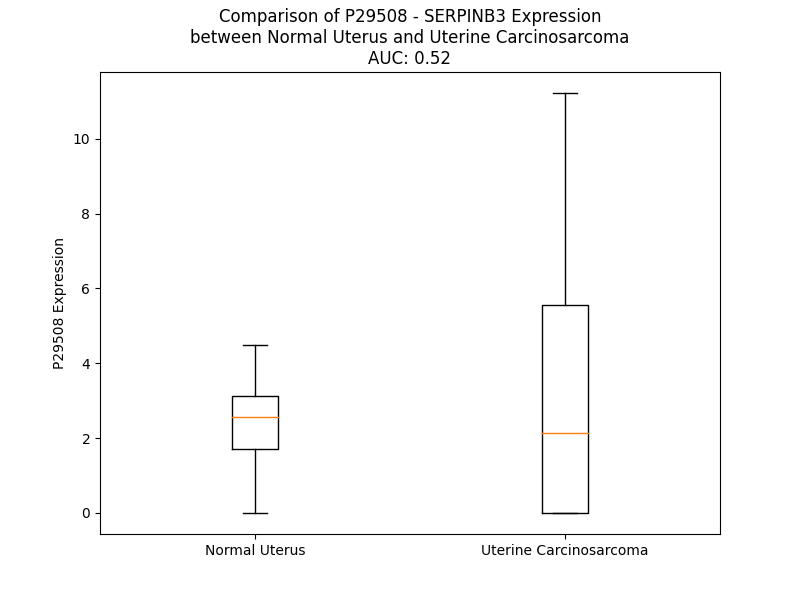 Comparison of P29508 - SERPINB3 Expression
between Normal Uterus and Uterine Carcinosarcoma
AUC: 0.52
10
8
6
4
2
0
P29508 Expression
Normal Uterus
Uterine Carcinosarcoma